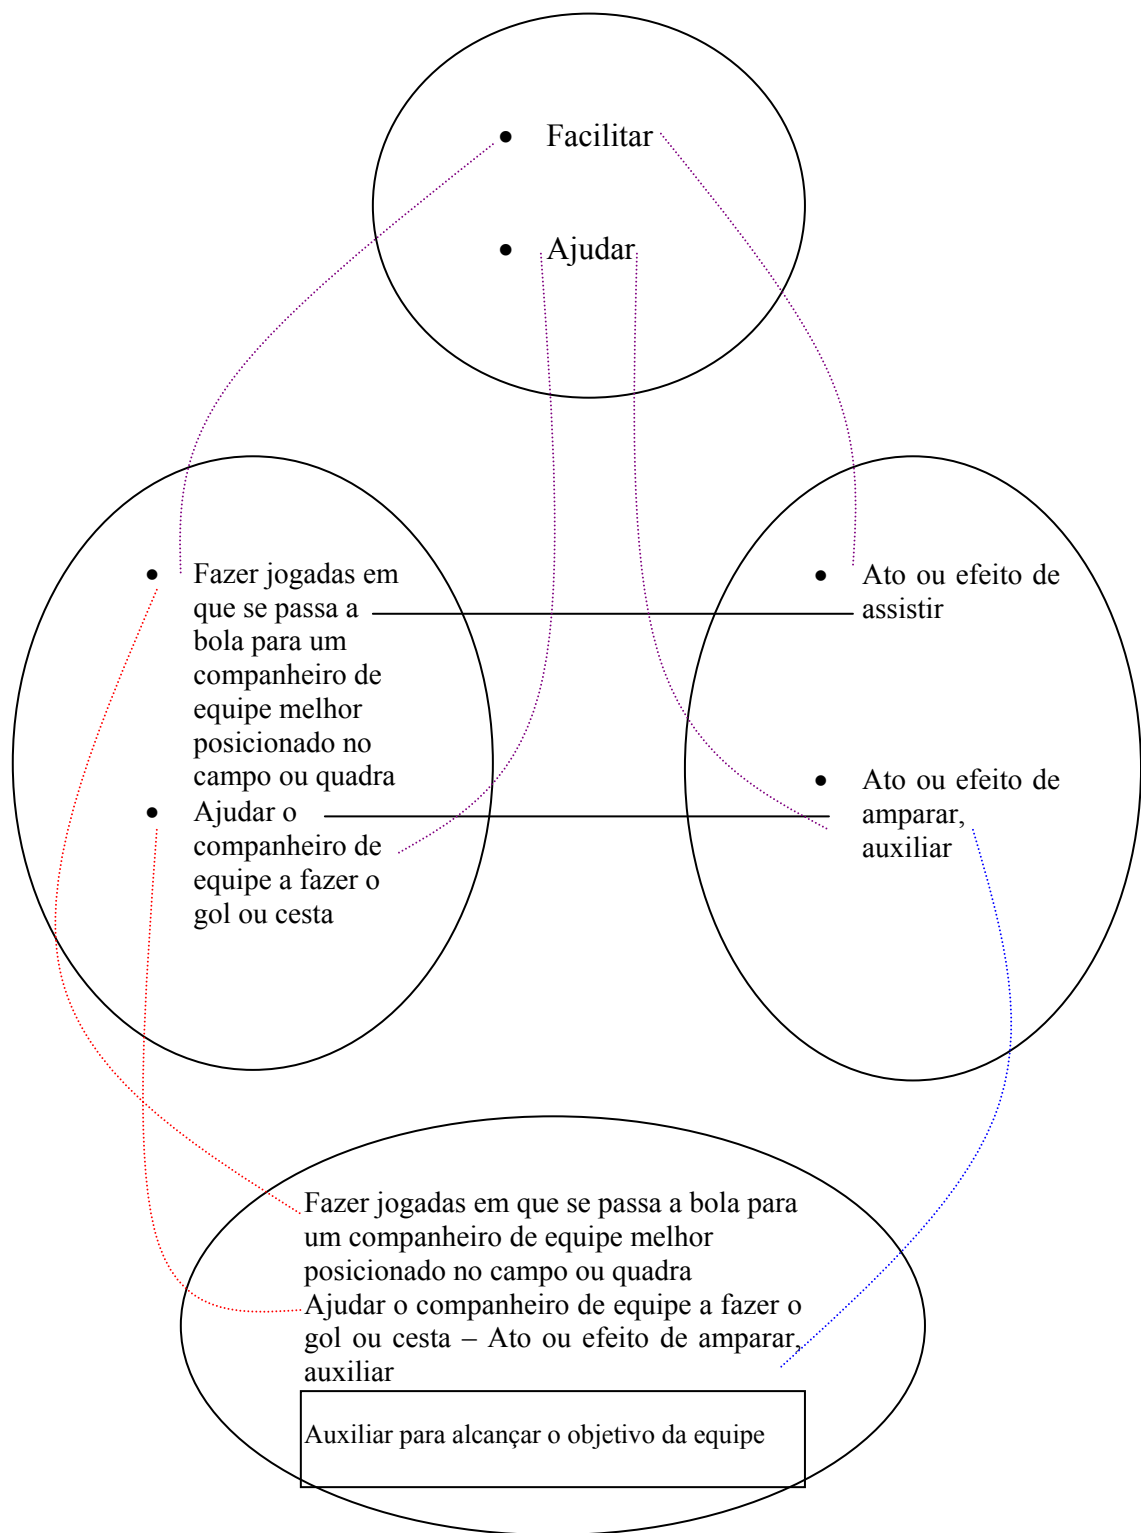 • Facilitar
• Ajudar
• Fazer jogadas em
que se passa a
bola para um
companheiro de
equipe melhor
posicionado no
campo ou quadra
• Ajudar o
companheiro de
equipe a fazer o
gol ou cesta
• Ato ou efeito de
assistir
• Ato ou efeito de
amparar,
auxiliar
Fazer jogadas em que se passa a bola para
um companheiro de equipe melhor
posicionado no campo ou quadra
Ajudar o companheiro de equipe a fazer o
gol ou cesta – Ato ou efeito de amparar,
auxiliar
Auxiliar para alcançar o objetivo da equipe